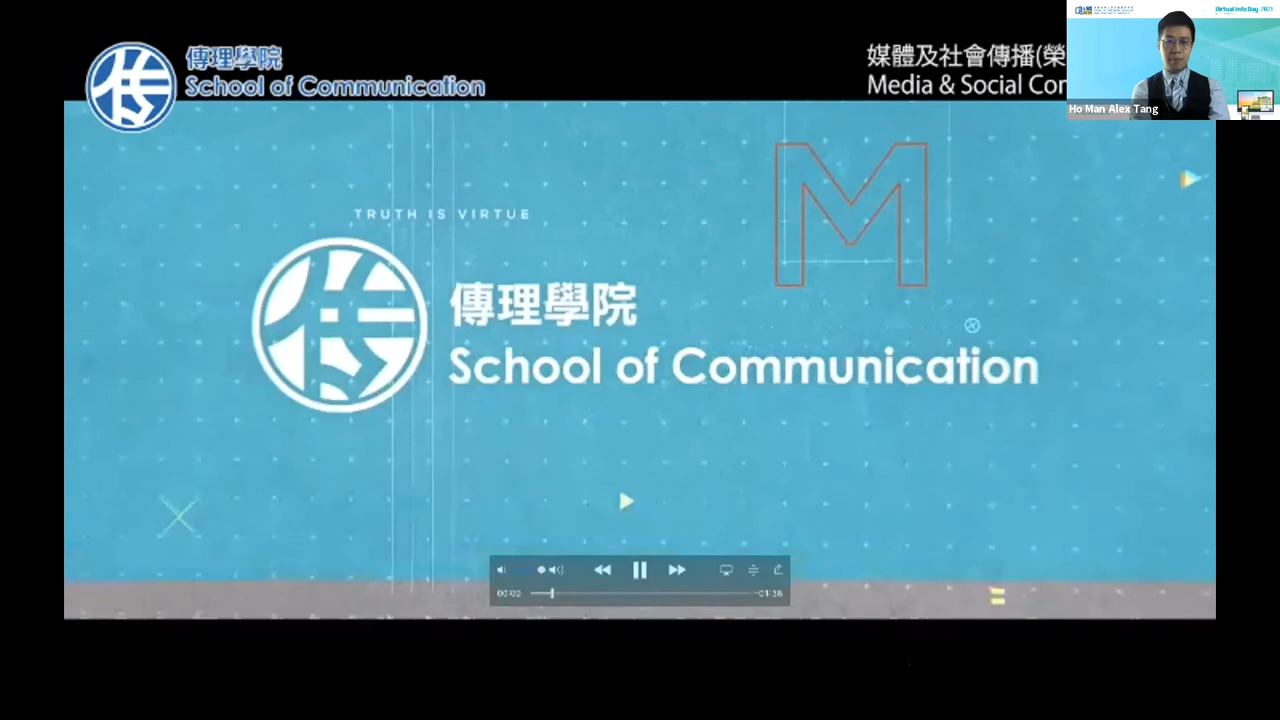 傳理學院
School of Communication
媒體及社會傳播(榮
Media & Social Cor
Virtual Info Day 2021
Ho Man Alex Tang
TRUTH IS VIRTUE
M
傳理學院
School of Communication
00:02
-01:36